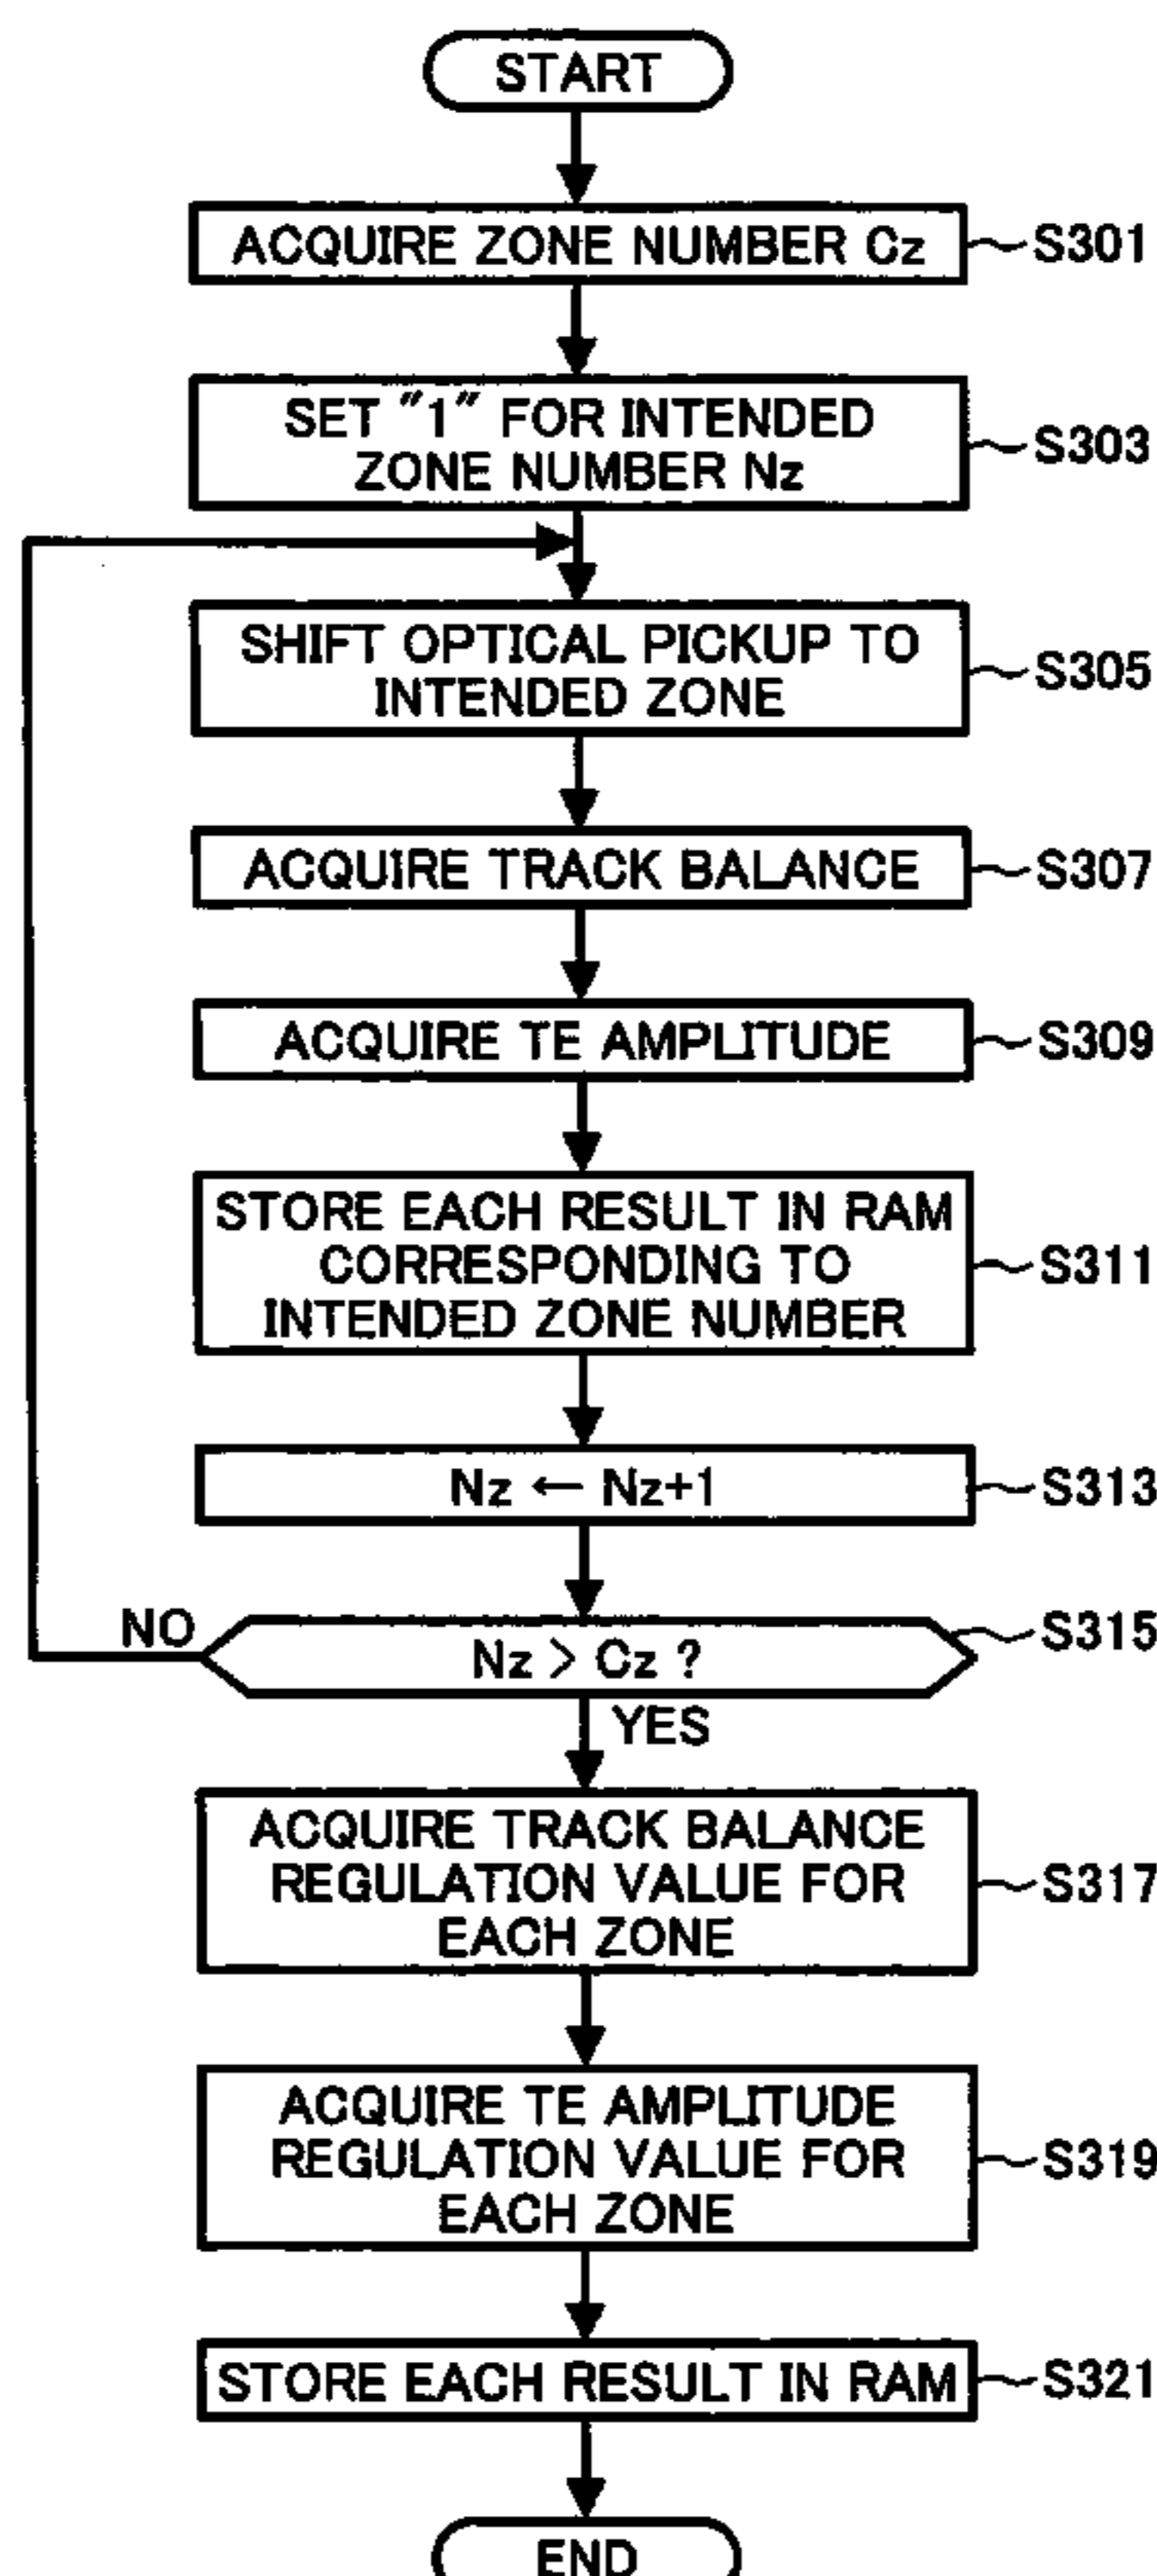 START
ACQUIRE ZONE NUMBER Cz
S301
SET "1" FOR INTENDED
ZONE NUMBER Nz
S303
SHIFT OPTICAL PICKUP TO
INTENDED ZONE
S305
ACQUIRE TRACK BALANCE
S307
ACQUIRE TE AMPLITUDE
S309
STORE EACH RESULT IN RAM
CORRESPONDING TO
INTENDED ZONE NUMBER
S311
Nz ← Nz+1
S313
NO
Nz > Cz ?
S315
YES
ACQUIRE TRACK BALANCE
REGULATION VALUE FOR
EACH ZONE
S317
ACQUIRE TE AMPLITUDE
REGULATION VALUE FOR
EACH ZONE
S319
STORE EACH RESULT IN RAM
S321
END